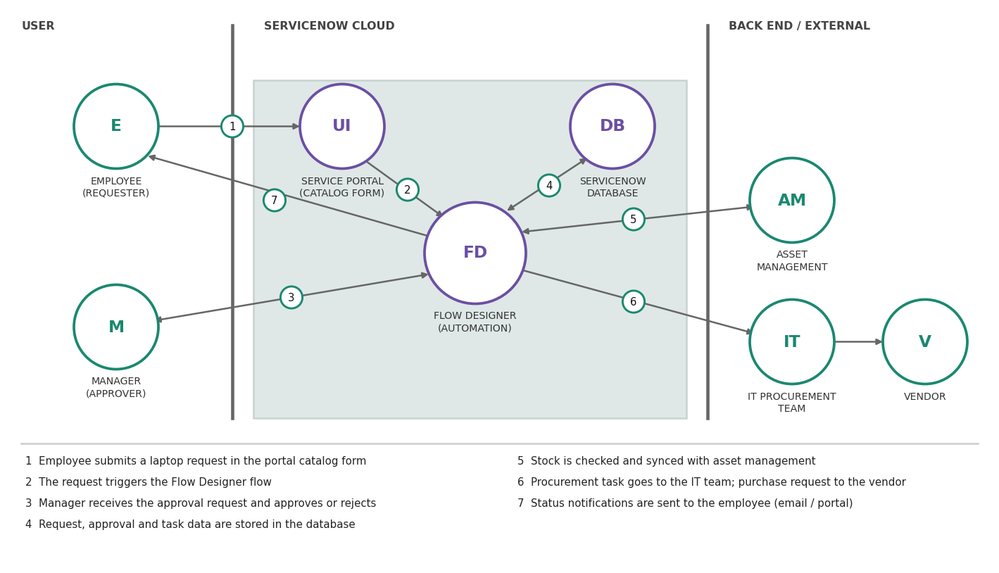 USER
SERVICENOW CLOUD
BACK END / EXTERNAL
E
1
UI
DB
EMPLOYEE
(REQUESTER)
SERVICE PORTAL
(CATALOG FORM)
2
4
SERVICENOW
DATABASE
7
5
AM
ASSET
MANAGEMENT
FD
3
6
FLOW DESIGNER
(AUTOMATION)
M
MANAGER
(APPROVER)
IT
V
IT PROCUREMENT
TEAM
VENDOR
1 Employee submits a laptop request in the portal catalog form
2 The request triggers the Flow Designer flow
3 Manager receives the approval request and approves or rejects
4 Request, approval and task data are stored in the database
5 Stock is checked and synced with asset management
6 Procurement task goes to the IT team; purchase request to the vendor
7 Status notifications are sent to the employee (email / portal)